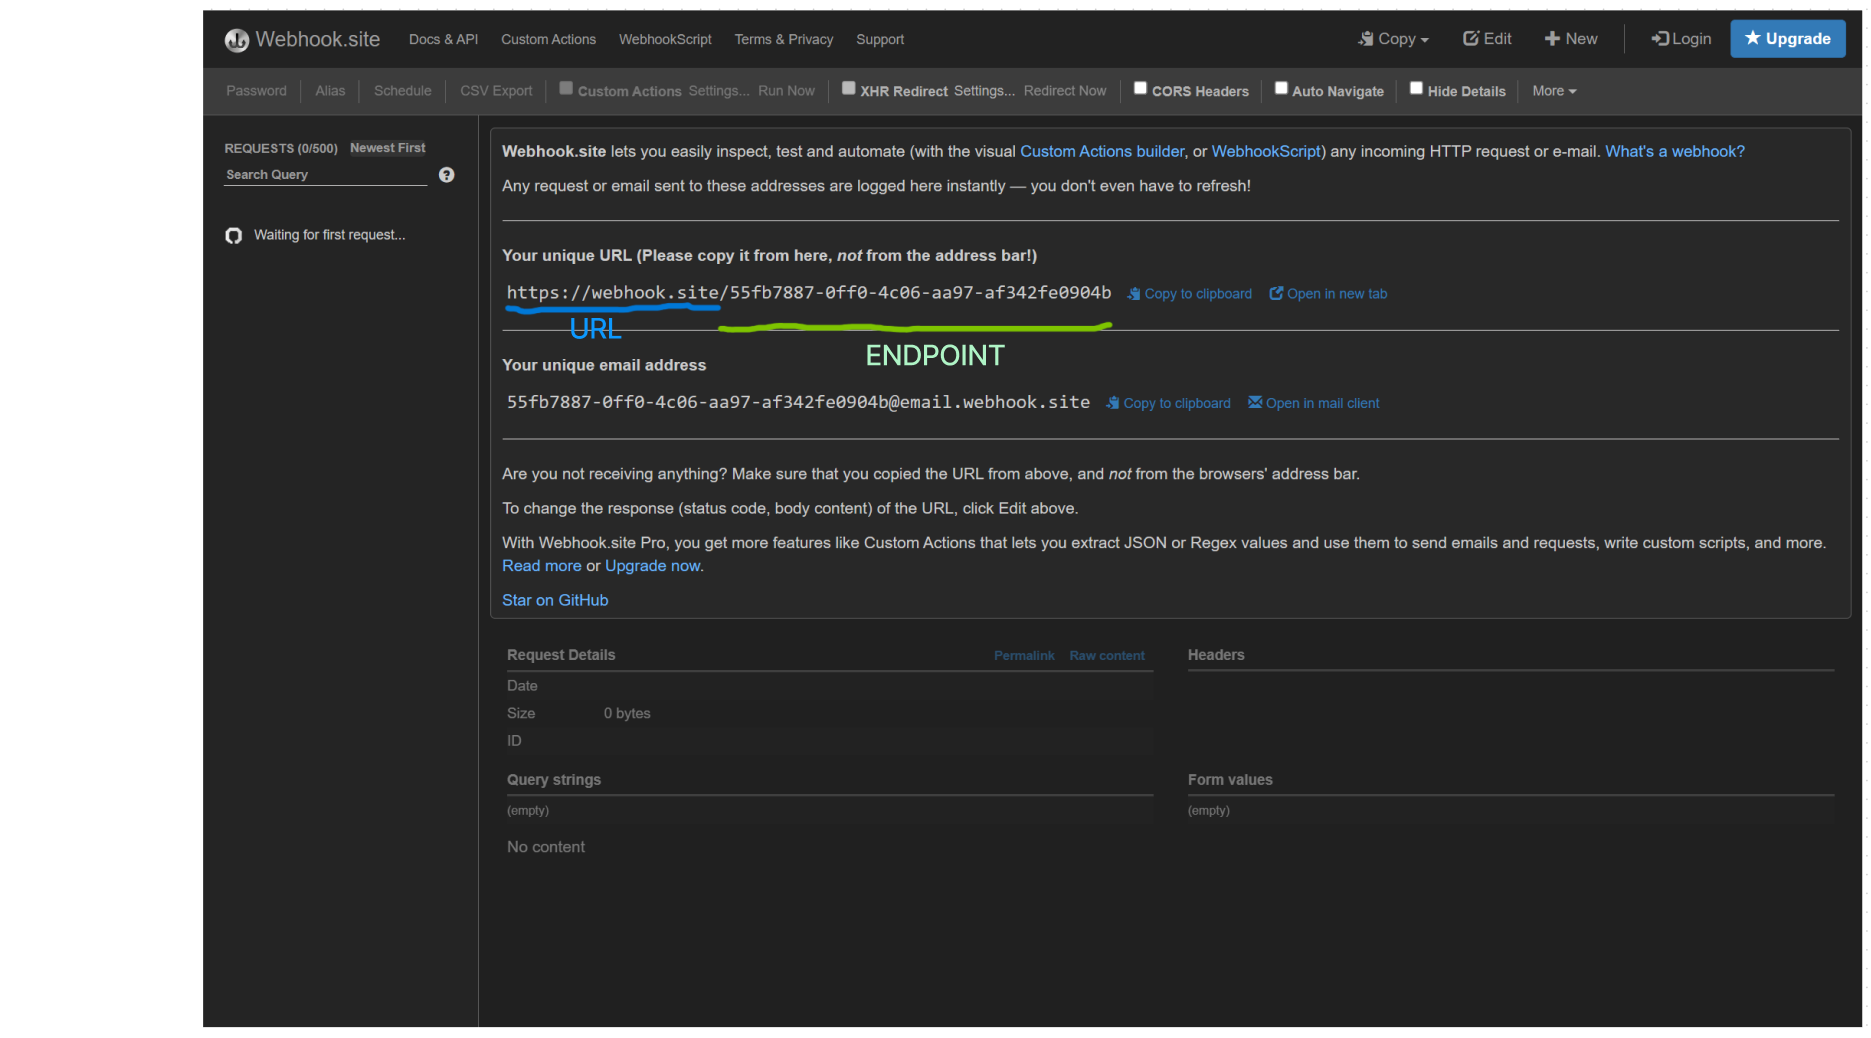 Webhook.site Docs & API Custom Actions WebhookScript Terms & Privacy Support Copy Edit New Login Upgrade
Password Alias Schedule CSV Export Custom Actions Settings... Run Now XHR Redirect Settings... Redirect Now CORS Headers Auto Navigate Hide Details More
REQUESTS (0/500) Newest First
Search Query
Waiting for first request...
Webhook.site lets you easily inspect, test and automate (with the visual Custom Actions builder, or WebhookScript) any incoming HTTP request or e-mail. What's a webhook?
Any request or email sent to these addresses are logged here instantly — you don't even have to refresh!
Your unique URL (Please copy it from here, not from the address bar!)
https://webhook.site/55fb7887-0ff0-4c06-aa97-af342fe0904b Copy to clipboard Open in new tab
URL
ENDPOINT
Your unique email address
55fb7887-0ff0-4c06-aa97-af342fe0904b@email.webhook.site Copy to clipboard Open in mail client
Are you not receiving anything? Make sure that you copied the URL from above, and not from the browsers' address bar.
To change the response (status code, body content) of the URL, click Edit above.
With Webhook.site Pro, you get more features like Custom Actions that lets you extract JSON or Regex values and use them to send emails and requests, write custom scripts, and more.
Read more or Upgrade now.
Star on GitHub
Request Details Permalink Raw content
Date
Size 0 bytes
ID
Headers
Query strings
(empty)
Form values
(empty)
No content